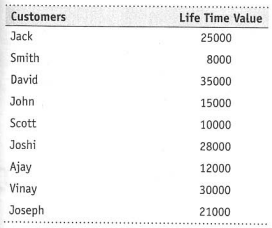 Customers Life Time Value
Jack 25000
Smith 8000
David 35000
John 15000
Scott 10000
Joshi 28000
Ajay 12000
Vinay 30000
Joseph 21000